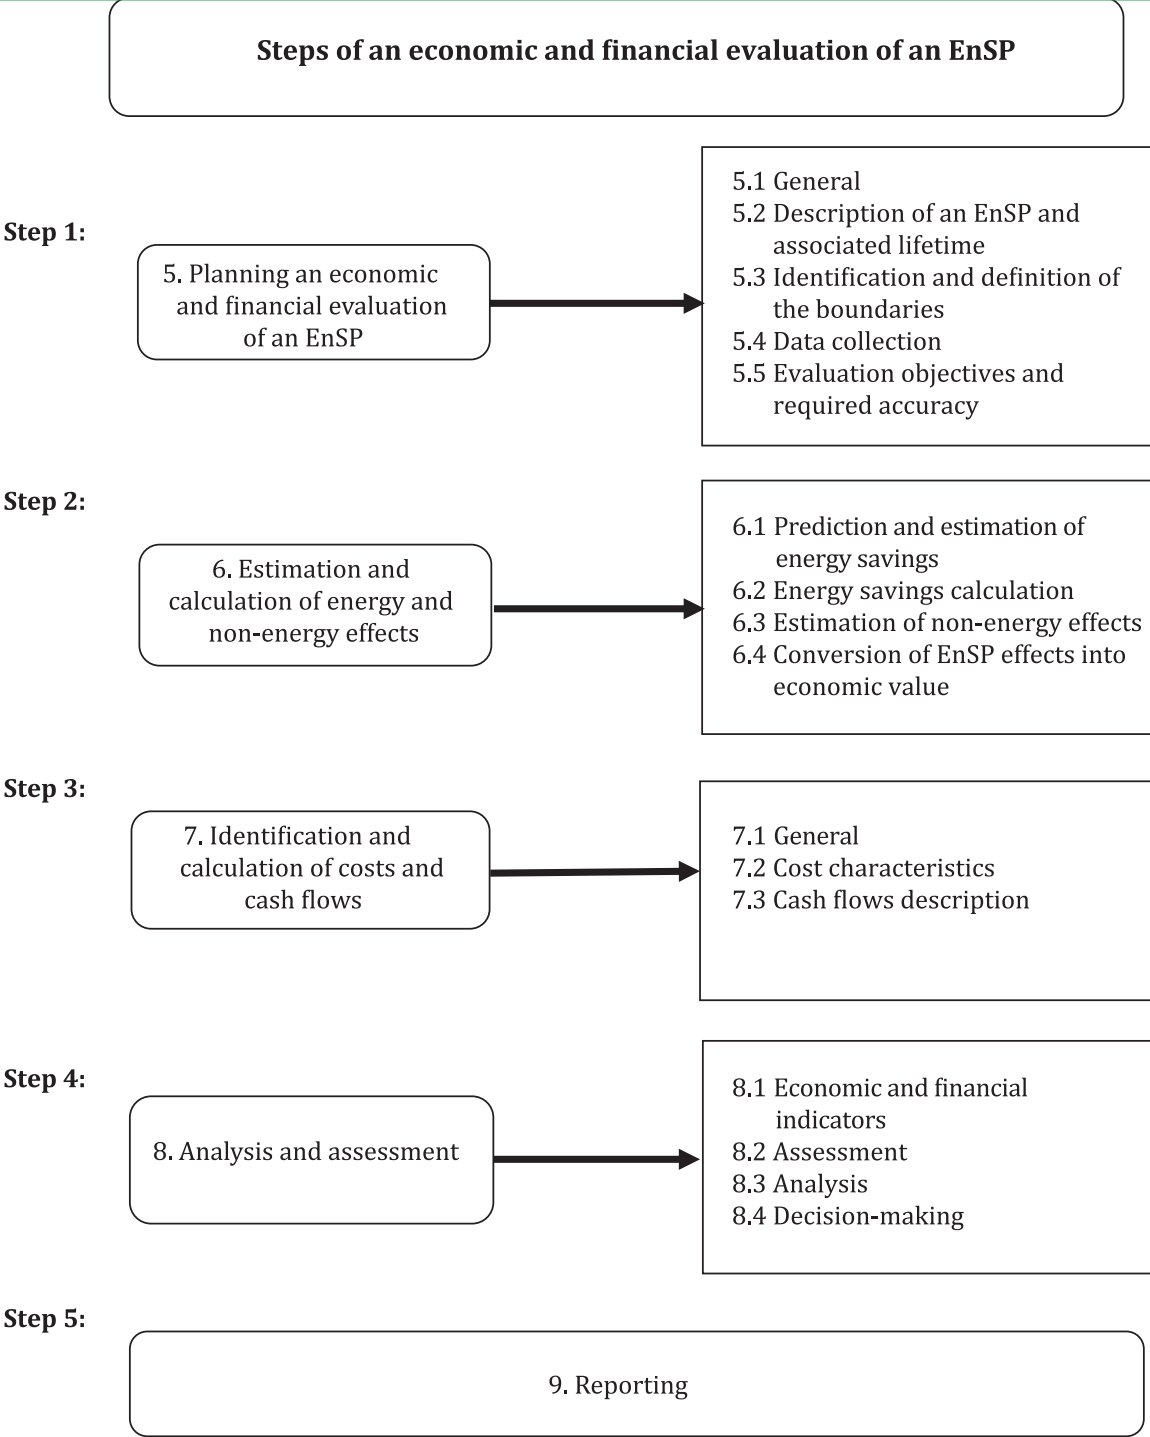 Steps of an economic and financial evaluation of an EnSP
Step 1:
5. Planning an economic
and financial evaluation
of an EnSP
5.1 General
5.2 Description of an EnSP and
associated lifetime
5.3 Identification and definition of
the boundaries
5.4 Data collection
5.5 Evaluation objectives and
required accuracy
Step 2:
6. Estimation and
calculation of energy and
non-energy effects
6.1 Prediction and estimation of
energy savings
6.2 Energy savings calculation
6.3 Estimation of non-energy effects
6.4 Conversion of EnSP effects into
economic value
Step 3:
7. Identification and
calculation of costs and
cash flows
7.1 General
7.2 Cost characteristics
7.3 Cash flows description
Step 4:
8. Analysis and assessment
8.1 Economic and financial
indicators
8.2 Assessment
8.3 Analysis
8.4 Decision-making
Step 5:
9. Reporting